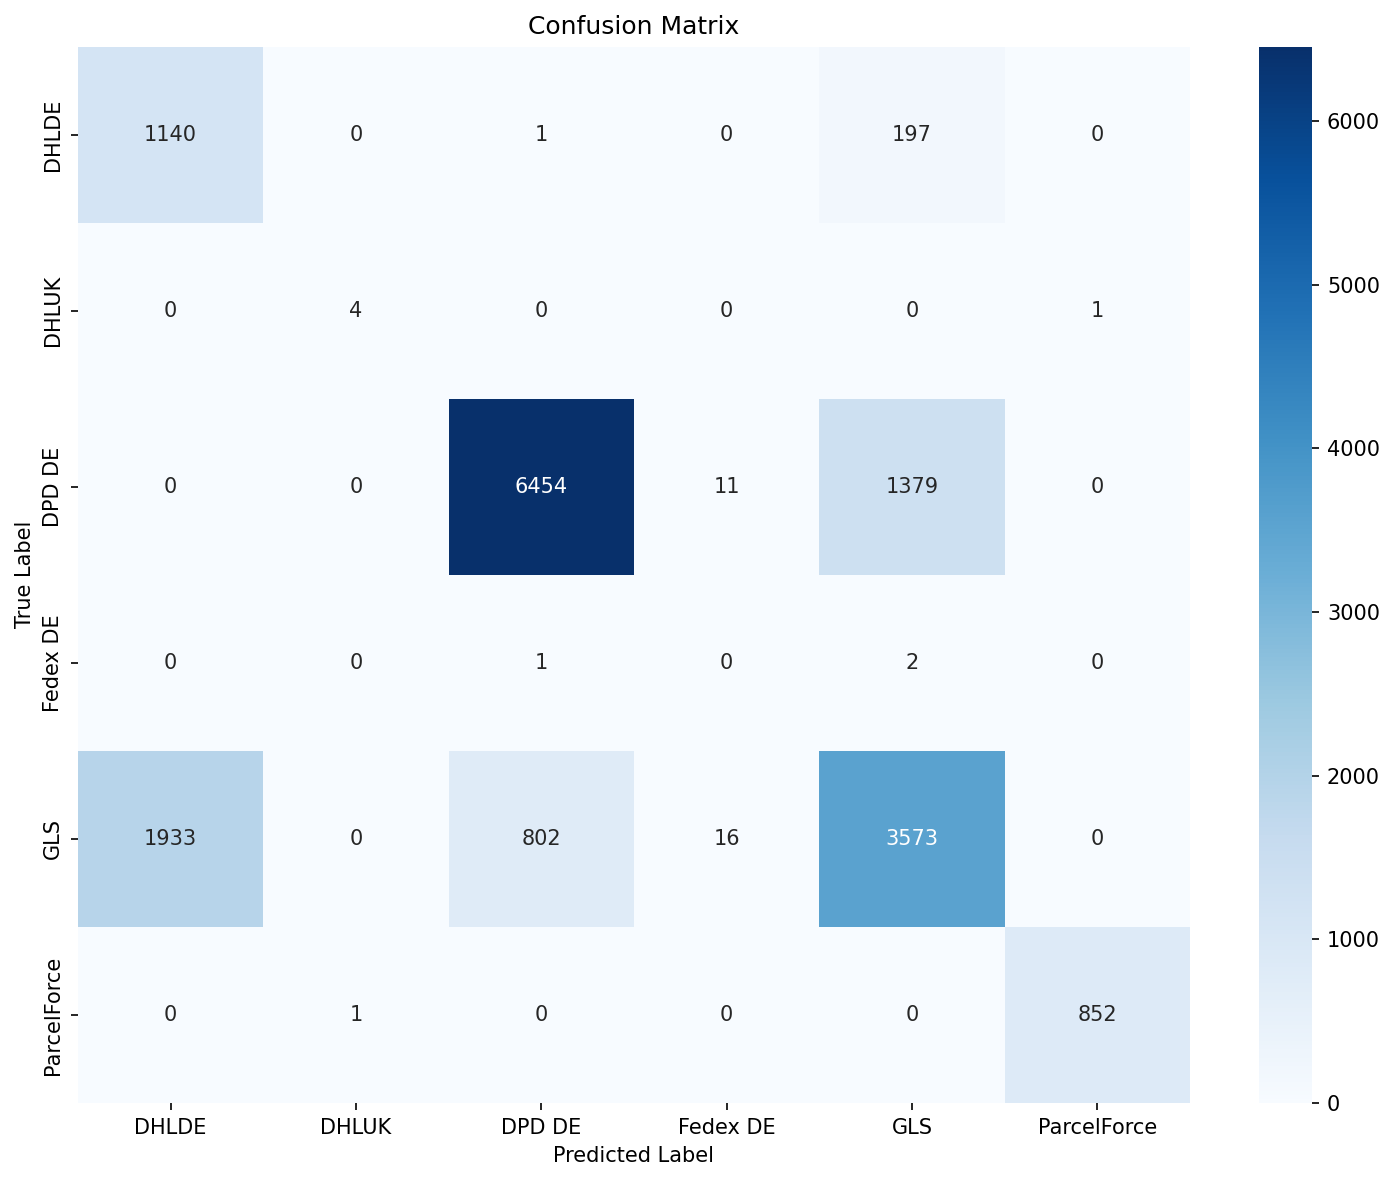 Confusion Matrix
DHLDE 1140 0 1 0 197 0
DHLUK 0 4 0 0 0 1
DPD DE 0 0 6454 11 1379 0
Fedex DE 0 0 1 0 2 0
GLS 1933 0 802 16 3573 0
ParcelForce 0 1 0 0 0 852
True Label
DHLDE DHLUK DPD DE Fedex DE GLS ParcelForce
Predicted Label
6000
5000
4000
3000
2000
1000
0